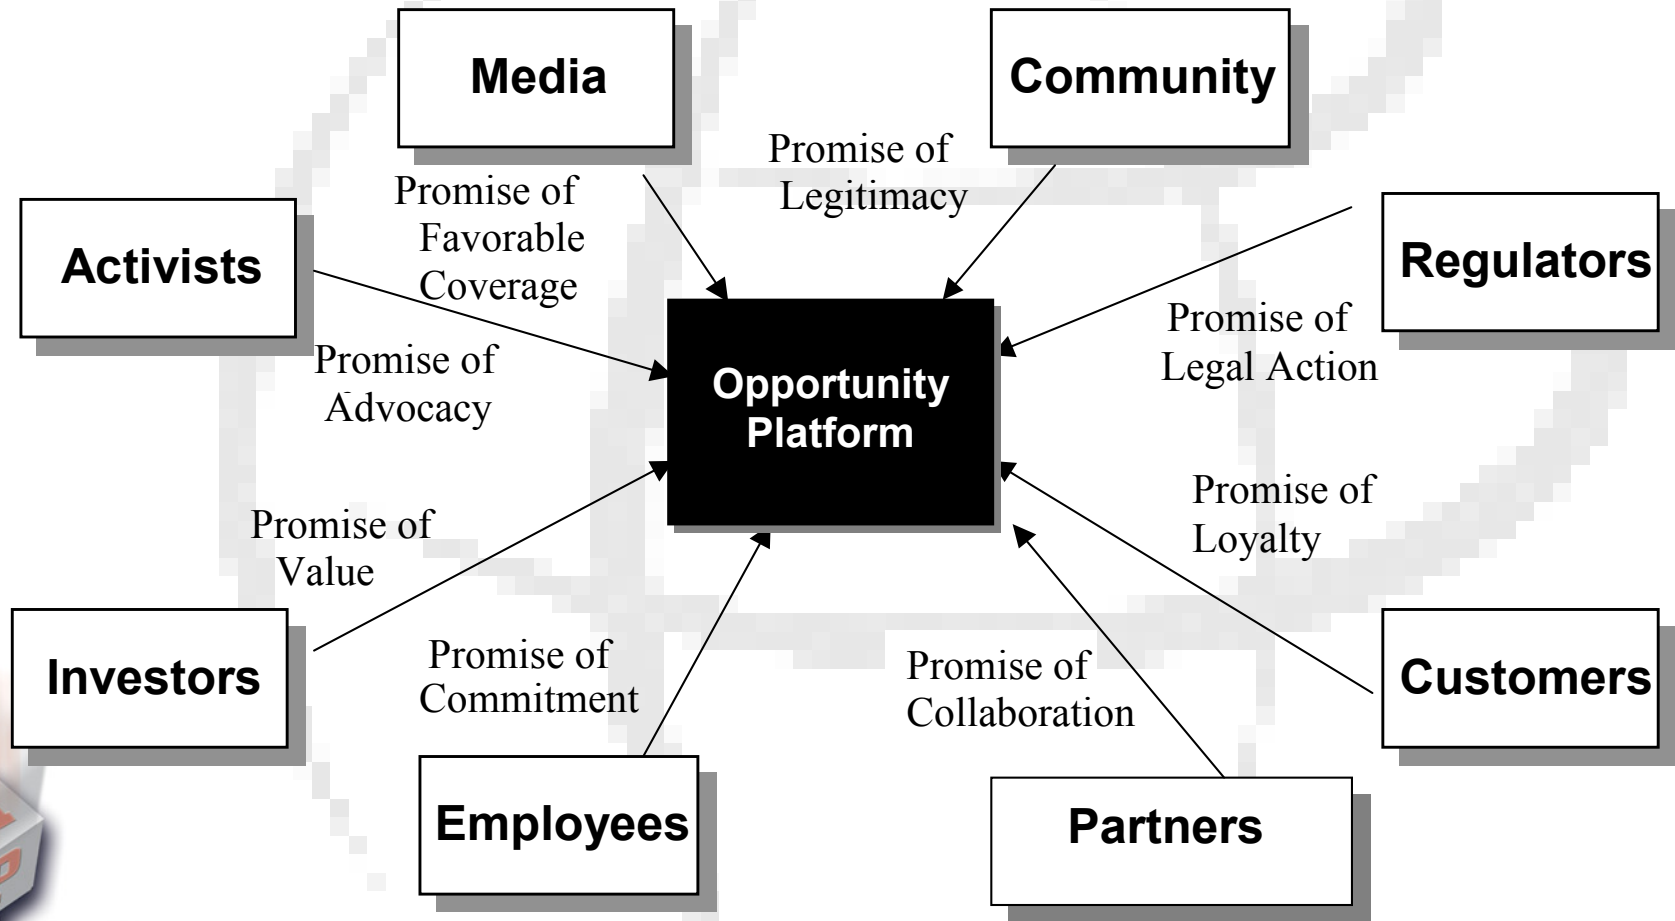 Media
Community
Promise of
Legitimacy
Promise of
Favorable
Coverage
Activists
Regulators
Promise of
Legal Action
Promise of
Advocacy
Opportunity
Platform
Promise of
Loyalty
Promise of
Value
Investors
Promise of
Commitment
Promise of
Collaboration
Customers
Employees
Partners